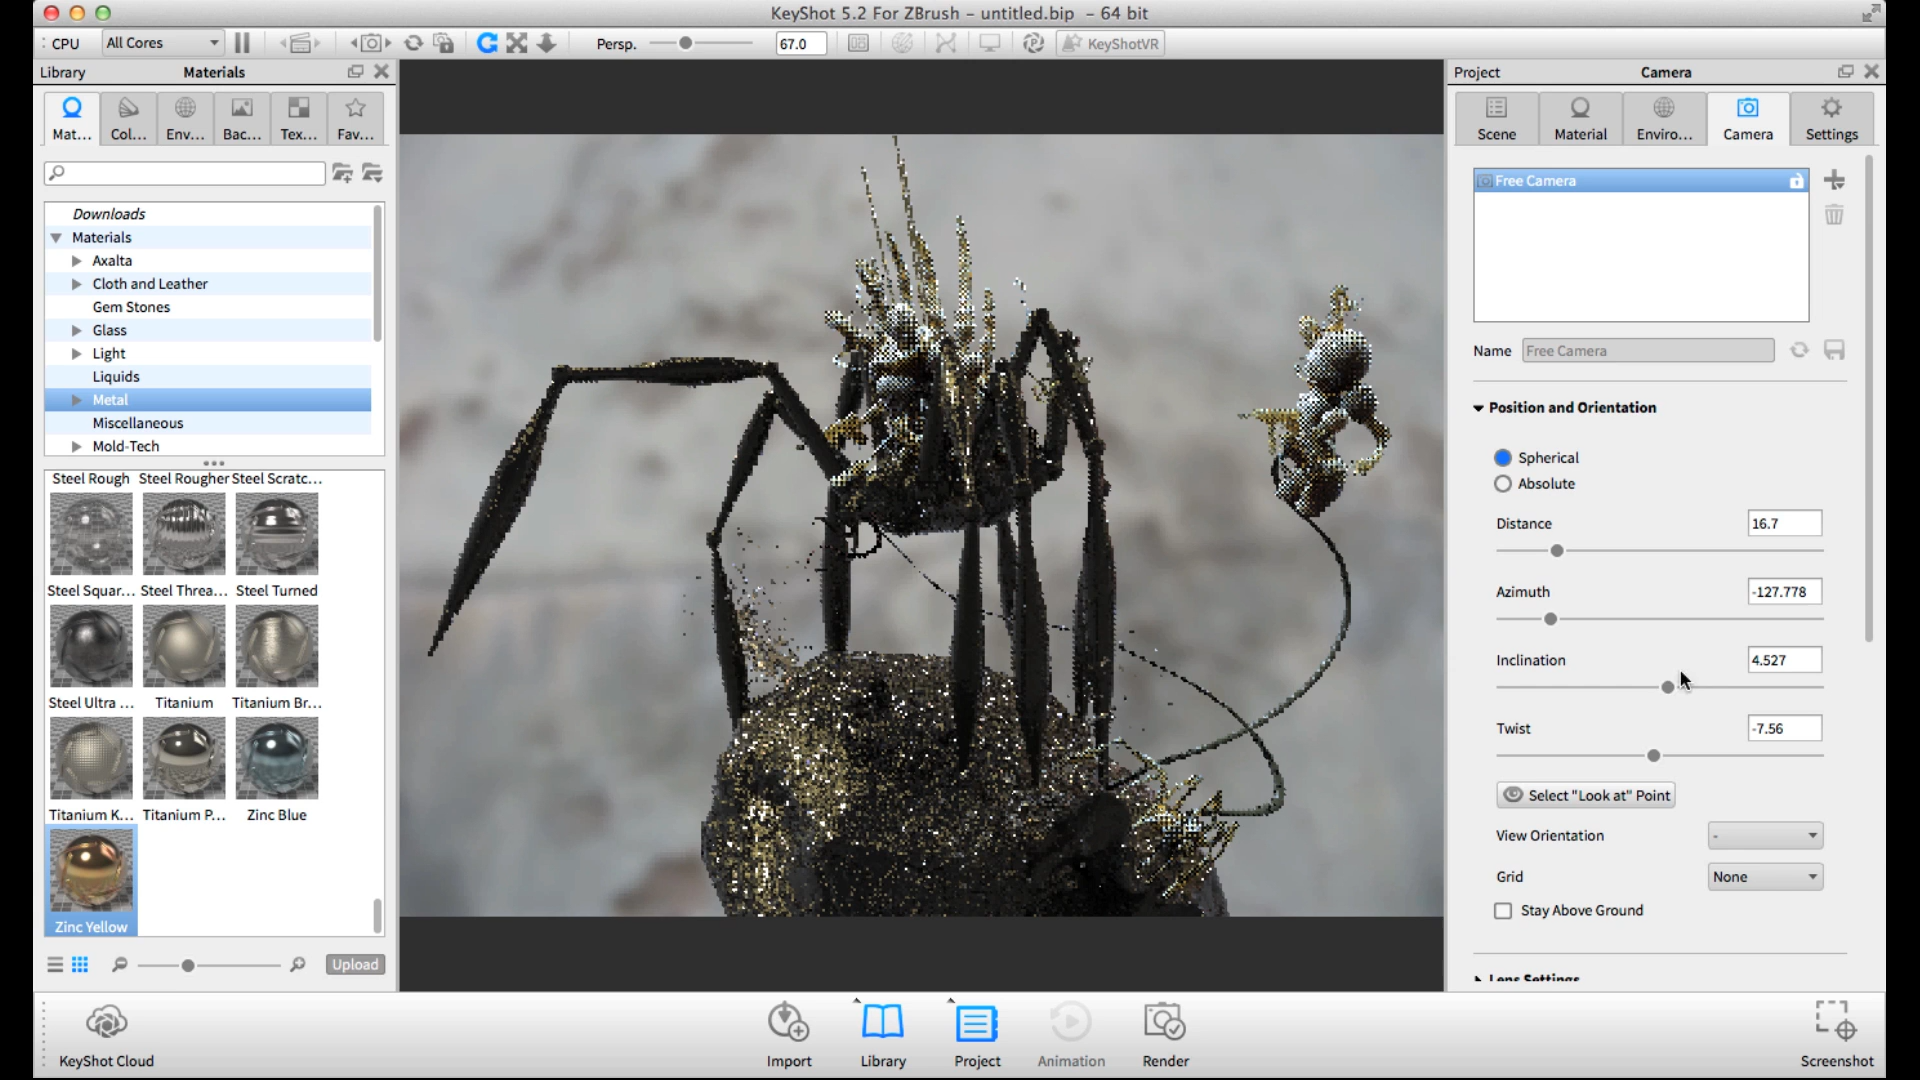 KeyShot 5.2 For ZBrush - untitled.bip - 64 bit
CPU
All Cores
Persp.
67.0
KeyShotVR
Library
Materials
Mat...
Col...
Env...
Bac...
Tex...
Fav...
Downloads
Materials
Axalta
Cloth and Leather
Gem Stones
Glass
Light
Liquids
Metal
Miscellaneous
Mold-Tech
Steel Rough
Steel Rougher
Steel Scratc...
Steel Squar...
Steel Threa...
Steel Turned
Steel Ultra ...
Titanium
Titanium Br...
Titanium K...
Titanium P...
Zinc Blue
Zinc Yellow
Upload
Project
Camera
Scene
Material
Enviro...
Camera
Settings
Free Camera
Name
Free Camera
Position and Orientation
Spherical
Absolute
Distance
16.7
Azimuth
-127.778
Inclination
4.527
Twist
-7.56
Select "Look at" Point
View Orientation
-
Grid
None
Stay Above Ground
Lens Settings
KeyShot Cloud
Import
Library
Project
Animation
Render
Screenshot